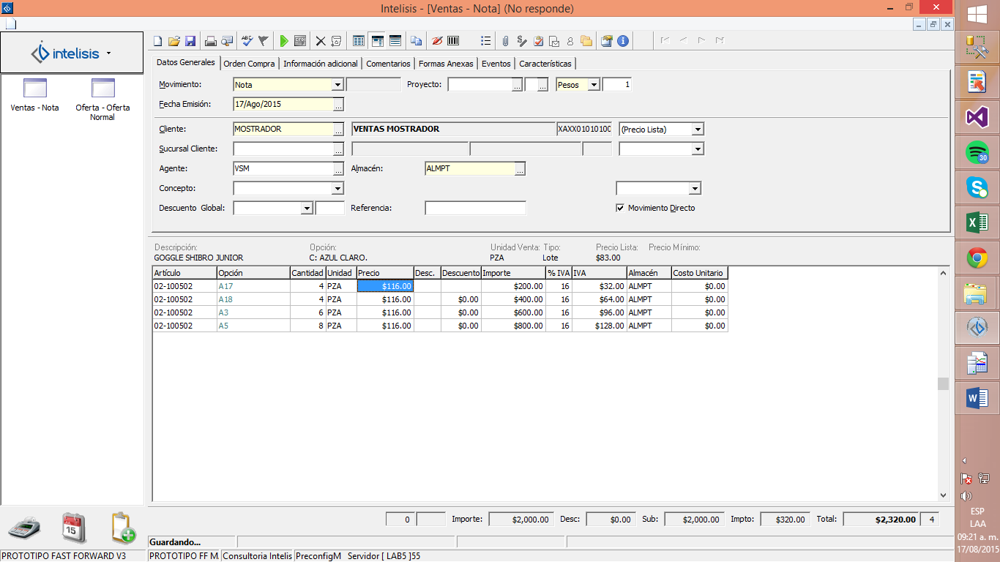 Intelisis - [Ventas - Nota] (No responde)
intelisis
Ventas - Nota
Oferta - Oferta
Normal
Datos Generales Orden Compra Información adicional Comentarios Formas Anexas Eventos Características
Movimiento: Nota Proyecto: ... ... Pesos 1
Fecha Emisión: 17/Ago/2015 ...
Cliente: MOSTRADOR ... VENTAS MOSTRADOR XAXX01010100 (Precio Lista)
Sucursal Cliente: ...
Agente: VSM ... Almacén: ALMPT ...
Concepto:
Descuento Global: Referencia: Movimiento Directo
Descripción: Opción: Unidad Venta: Tipo: Precio Lista: Precio Mínimo:
GOGGLE SHIBRO JUNIOR C: AZUL CLARO. PZA Lote $83.00
Artículo Opción Cantidad Unidad Precio Desc. Descuento Importe % IVA IVA Almacén Costo Unitario
02-100502 A17 4 PZA $116.00 $200.00 16 $32.00 ALMPT $0.00
02-100502 A18 4 PZA $116.00 $0.00 $400.00 16 $64.00 ALMPT $0.00
02-100502 A3 6 PZA $116.00 $0.00 $600.00 16 $96.00 ALMPT $0.00
02-100502 A5 8 PZA $116.00 $0.00 $800.00 16 $128.00 ALMPT $0.00
0 Importe: $2,000.00 Desc: $0.00 Sub: $2,000.00 Impto: $320.00 Total: $2,320.00 4
Guardando...
PROTOTIPO FAST FORWARD V3 PROTOTIPO FF M. Consultoria Intelis PreconfigM Servidor [ LAB5 ]55
15
30
ESP
LAA
09:21 a. m.
17/08/2015